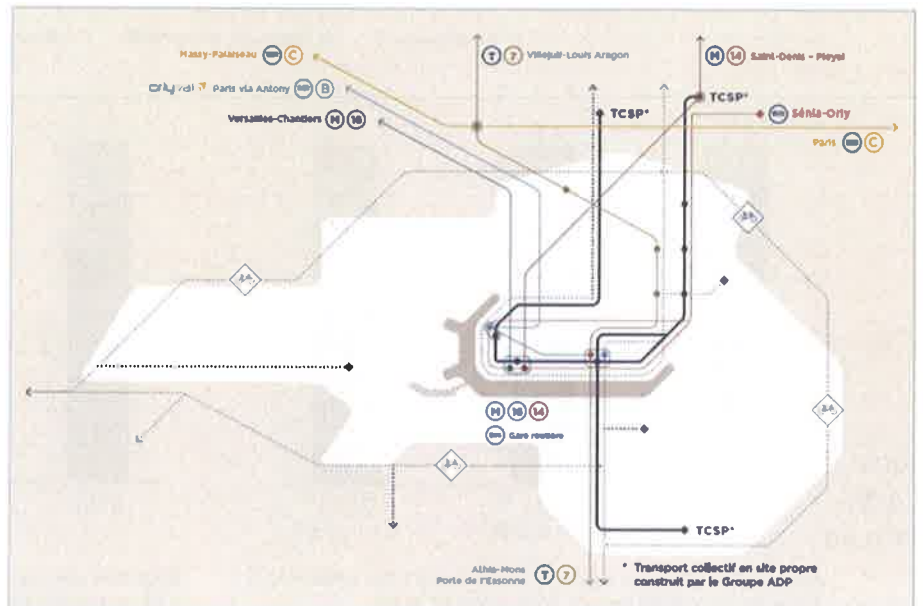 Massy-Palaiseau C
T 7 Villejuif-Louis Aragon
M 14 Saint-Denis - Pleyel
Paris via Antony B
Versailles-Chantiers M 18
TCSP*
TCSP*
Sénia-Orly
Paris C
M 18 14
Gare routière
TCSP*
Athis-Mons
Porte de l'Essonne T 7
* Transport collectif en site propre
construit par le Groupe ADP